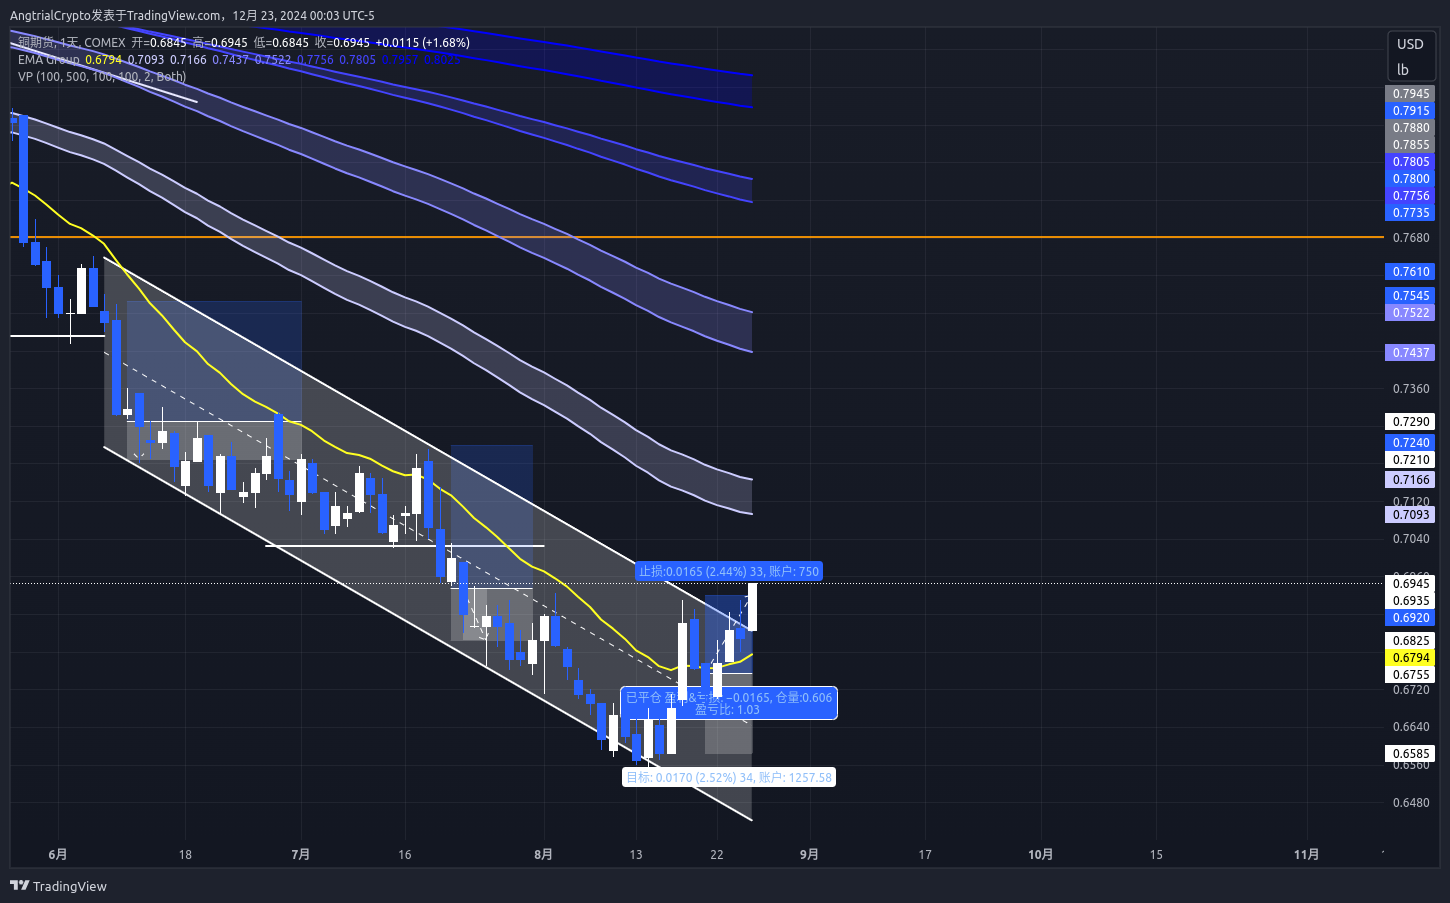 AngtrialCrypto发表于TradingView.com，12月 23, 2024 00:03 UTC-5
铜期货, 1天, COMEX 开=0.6845 高=0.6945 低=0.6845 收=0.6945 +0.0115 (+1.68%)
EMA Group 0.6794 0.7093 0.7166 0.7437 0.7522 0.7756 0.7805
VP (100, 500, 100, 100, 2, Both)
USD
lb
0.7945
0.7915
0.7880
0.7855
0.7805
0.7800
0.7756
0.7735
0.7680
0.7610
0.7545
0.7522
0.7437
0.7360
0.7290
0.7240
0.7210
0.7166
0.7120
0.7093
0.7040
0.6945
0.6935
0.6920
0.6825
0.6794
0.6755
0.6720
0.6640
0.6585
0.6560
0.6480
止损:0.0165 (2.44%) 33, 账户: 750
已平仓 盈利&亏损: −0.0165, 仓量:0.606
盈亏比: 1.03
目标: 0.0170 (2.52%) 34, 账户: 1257.58
6月 18 7月 16 8月 13 22 9月 17 10月 15 11月
TradingView